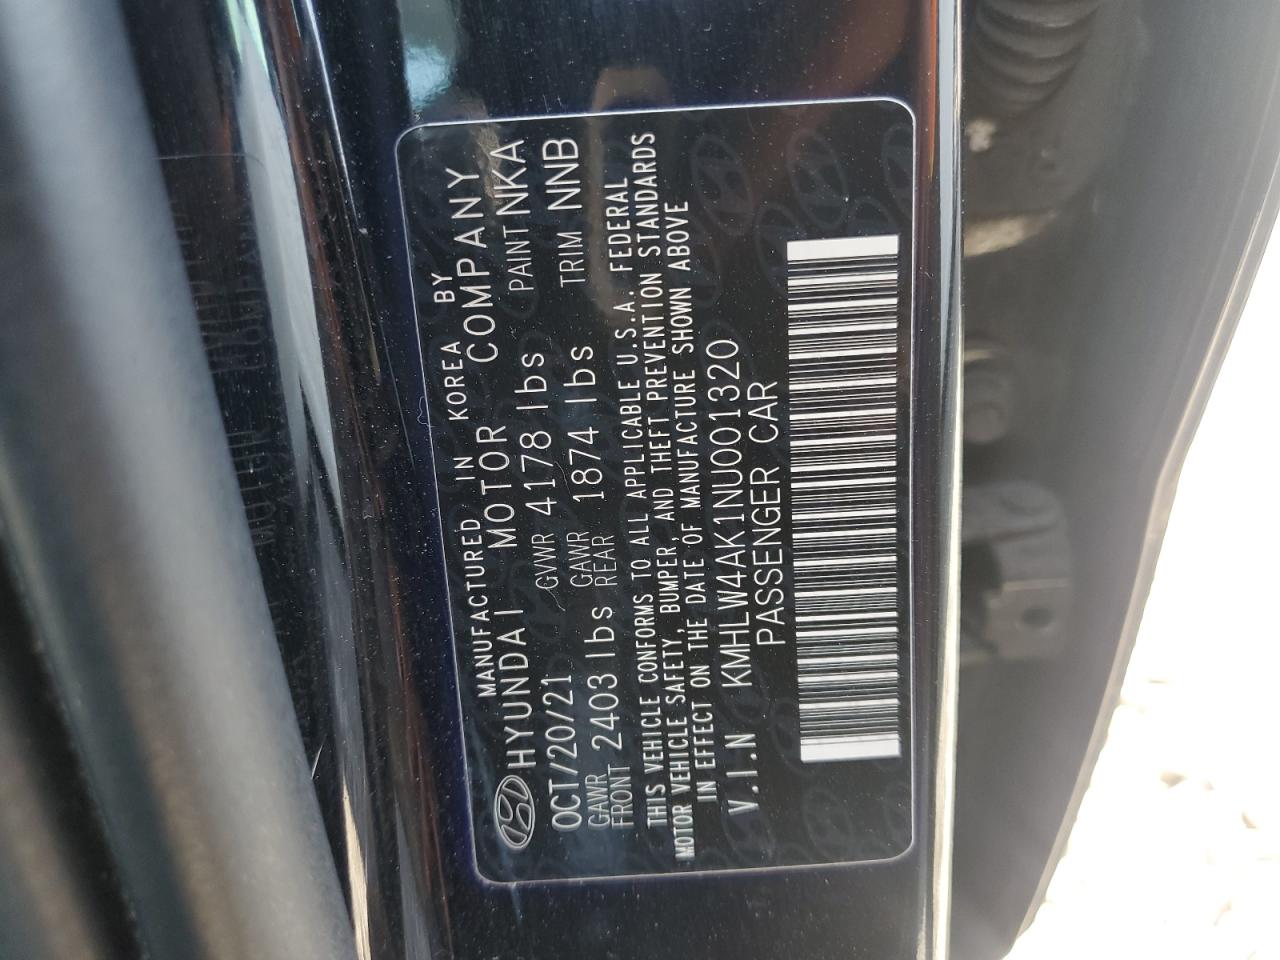 MANUFACTURED IN KOREA BY
HYUNDAI MOTOR COMPANY
OCT/20/21 GVWR 4178 lbs PAINT NKA
GAWR FRONT 2403 lbs GAWR REAR 1874 lbs TRIM NNB
THIS VEHICLE CONFORMS TO ALL APPLICABLE U.S.A. FEDERAL
MOTOR VEHICLE SAFETY, BUMPER, AND THEFT PREVENTION STANDARDS
IN EFFECT ON THE DATE OF MANUFACTURE SHOWN ABOVE
V.I.N KMHLW4AK1NU001320
PASSENGER CAR